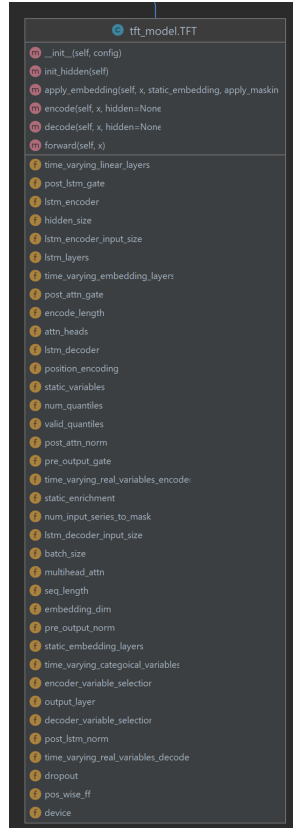 tft_model.TFT
__init__(self, config)
init_hidden(self)
apply_embedding(self, x, static_embedding, apply_maskin
encode(self, x, hidden=None
decode(self, x, hidden=None
forward(self, x)
time_varying_linear_layers
post_lstm_gate
lstm_encoder
hidden_size
lstm_encoder_input_size
lstm_layers
time_varying_embedding_layers
post_attn_gate
encode_length
attn_heads
lstm_decoder
position_encoding
static_variables
num_quantiles
valid_quantiles
post_attn_norm
pre_output_gate
time_varying_real_variables_encoder
static_enrichment
num_input_series_to_mask
lstm_decoder_input_size
batch_size
multihead_attn
seq_length
embedding_dim
pre_output_norm
static_embedding_layers
time_varying_categoical_variables
encoder_variable_selection
output_layer
decoder_variable_selection
post_lstm_norm
time_varying_real_variables_decode
dropout
pos_wise_ff
device